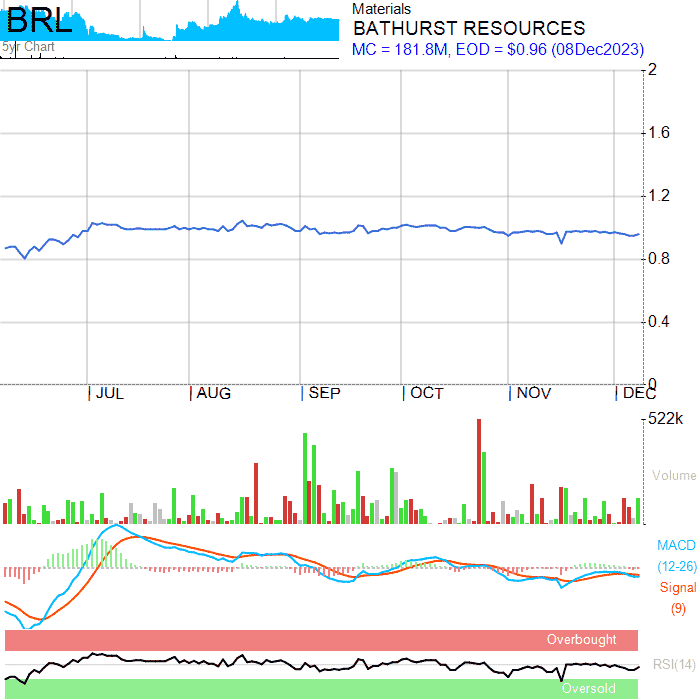 BRL
5yr Chart
Materials
BATHURST RESOURCES
MC = 181.8M, EOD = $0.96 (08Dec2023)
2
1.6
1.2
0.8
0.4
0
JUL AUG SEP OCT NOV DEC
522k
Volume
MACD
(12-26)
Signal
(9)
Overbought
RSI(14)
Oversold